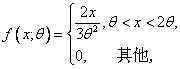 f(x;θ)={2x/3θ², θ<x<2θ,
0, 其他,